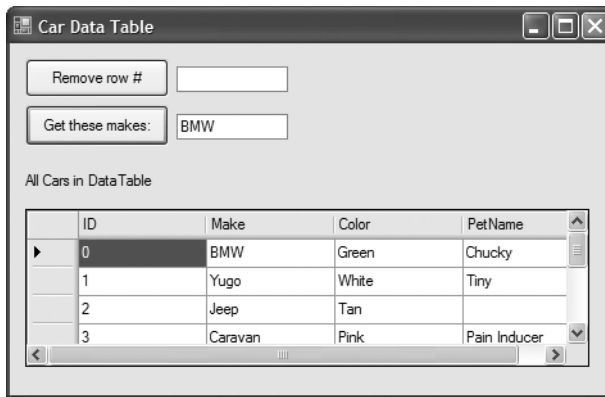 Car Data Table
Remove row #
Get these makes: BMW
All Cars in DataTable
ID Make Color PetName
0 BMW Green Chucky
1 Yugo White Tiny
2 Jeep Tan
3 Caravan Pink Pain Inducer